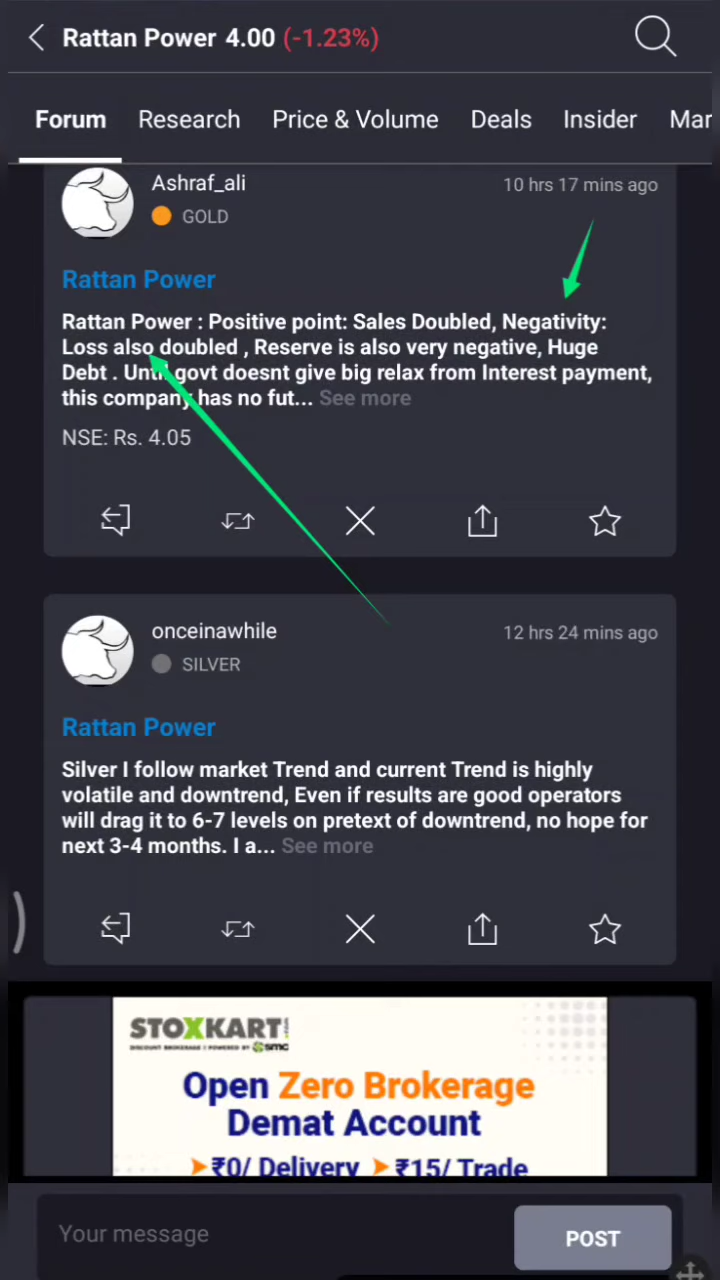 Rattan Power 4.00 (-1.23%)
Forum Research Price & Volume Deals Insider Mar
Ashraf_ali
10 hrs 17 mins ago
GOLD
Rattan Power
Rattan Power : Positive point: Sales Doubled, Negativity:
Loss also doubled , Reserve is also very negative, Huge
Debt . Until govt doesnt give big relax from Interest payment,
this company has no fut... See more
NSE: Rs. 4.05
onceinawhile
12 hrs 24 mins ago
SILVER
Rattan Power
Silver I follow market Trend and current Trend is highly
volatile and downtrend, Even if results are good operators
will drag it to 6-7 levels on pretext of downtrend, no hope for
next 3-4 months. I a... See more
STOXKART
DISCOUNT BROKERAGE | POWERED BY SMC
Open Zero Brokerage
Demat Account
₹0/ Delivery ₹15/ Trade
Your message
POST